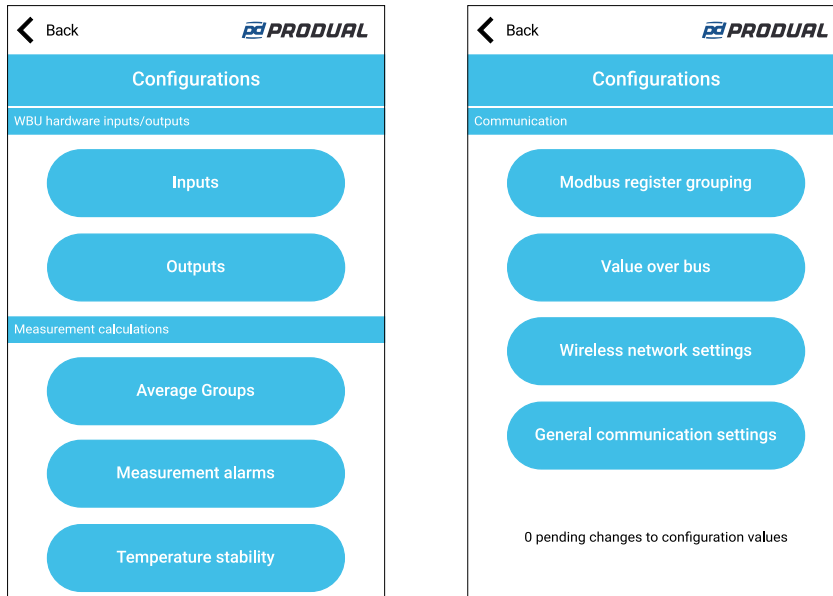 Back
pd PRODUAL
Configurations
WBU hardware inputs/outputs
Inputs
Outputs
Measurement calculations
Average Groups
Measurement alarms
Temperature stability
Back
pd PRODUAL
Configurations
Communication
Modbus register grouping
Value over bus
Wireless network settings
General communication settings
0 pending changes to configuration values